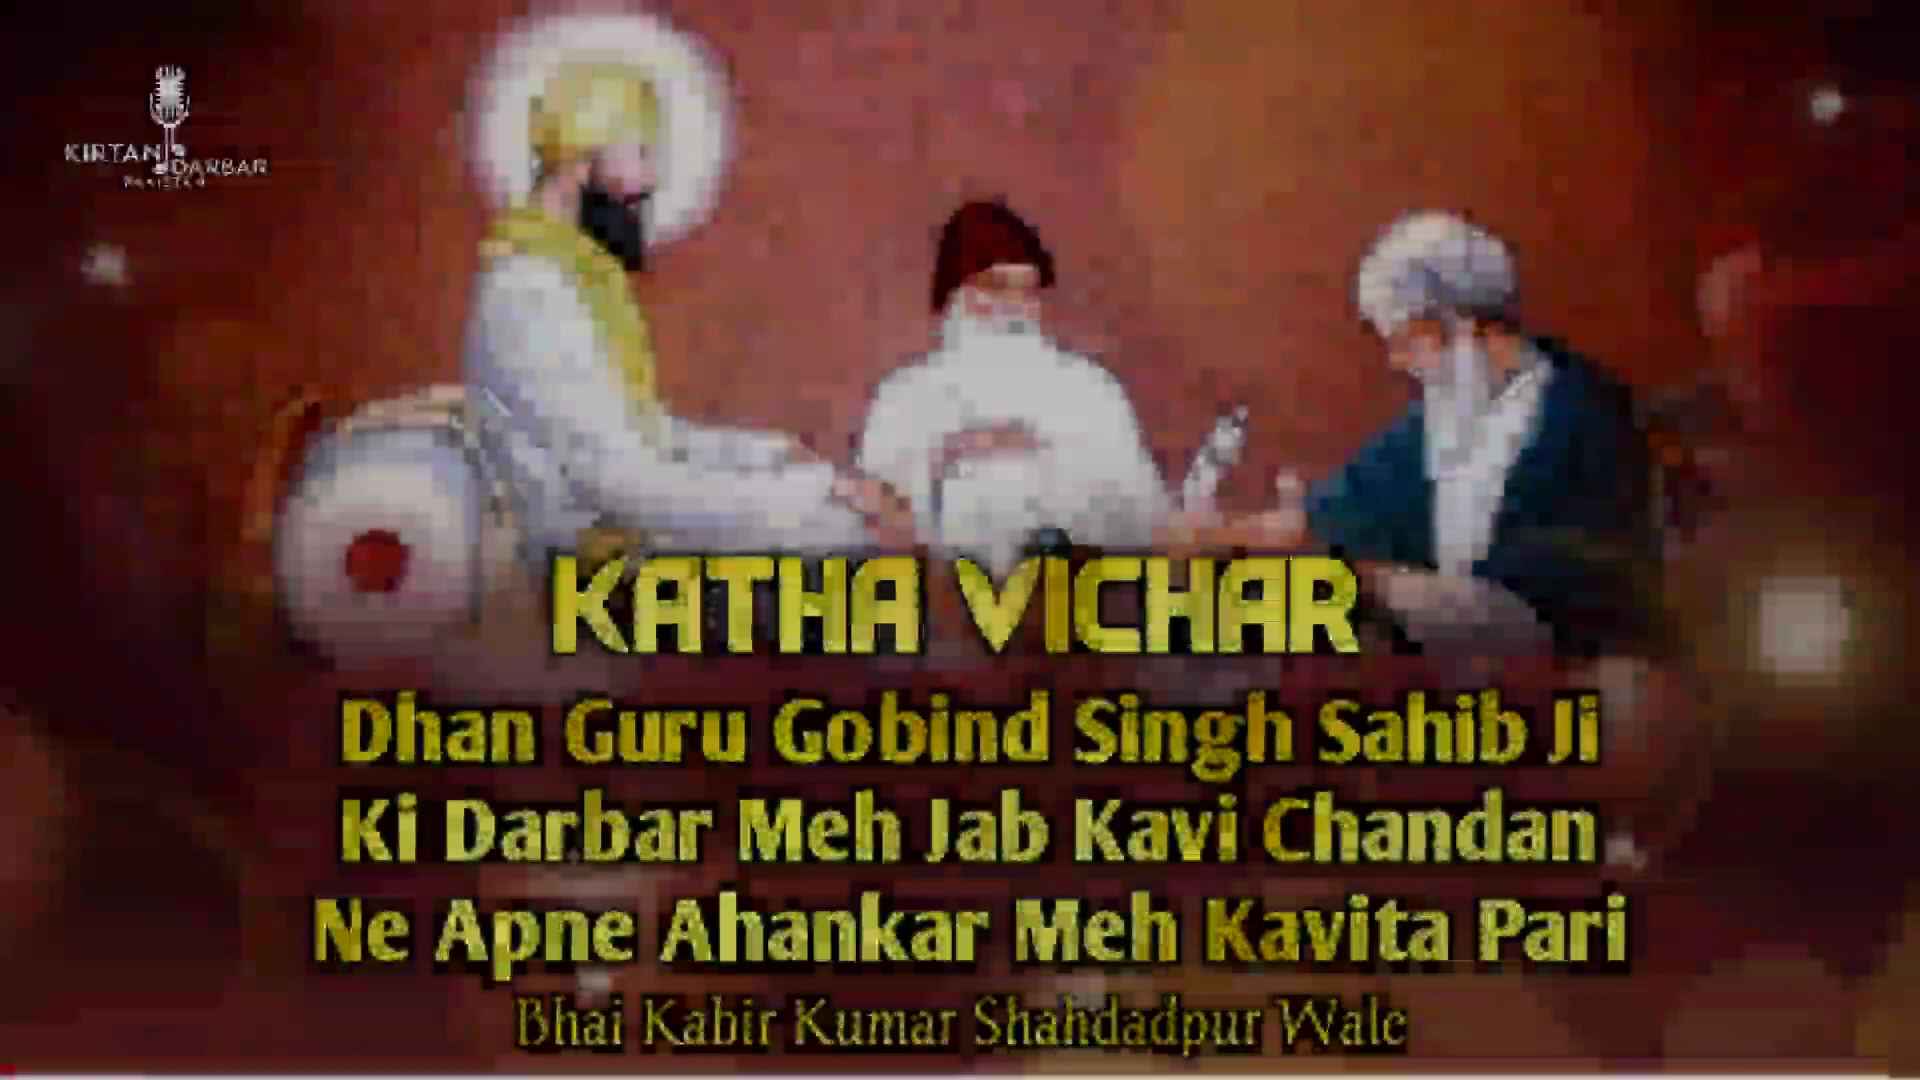 KIRTAN DARBAR
PAKISTAN
KATHA VICHAR
Dhan Guru Gobind Singh Sahib Ji
Ki Darbar Meh Jab Kavi Chandan
Ne Apne Ahankar Meh Kavita Pari
Bhai Kabir Kumar Shahdadpur Wale